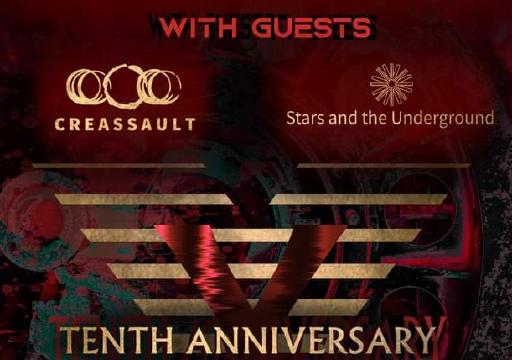 WITH GUESTS
CREASSAULT
Stars and the Underground
V
TENTH ANNIVERSARY